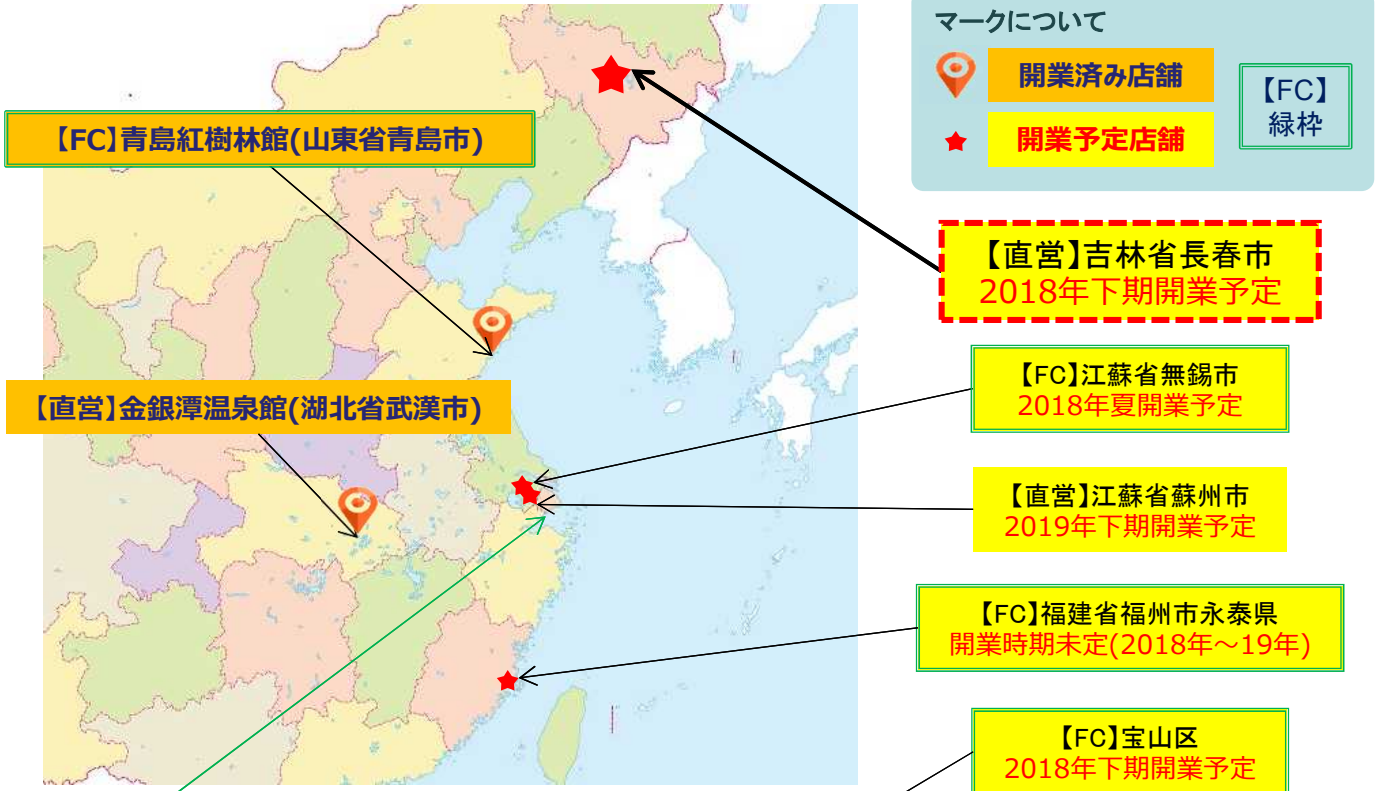 マークについて
開業済み店舗
開業予定店舗
【FC】
緑枠
【FC】青島紅樹林館(山東省青島市)
【直営】金銀潭温泉館(湖北省武漢市)
【直営】吉林省長春市
2018年下期開業予定
【FC】江蘇省無錫市
2018年夏開業予定
【直営】江蘇省蘇州市
2019年下期開業予定
【FC】福建省福州市永泰県
開業時期未定(2018年～19年)
【FC】宝山区
2018年下期開業予定